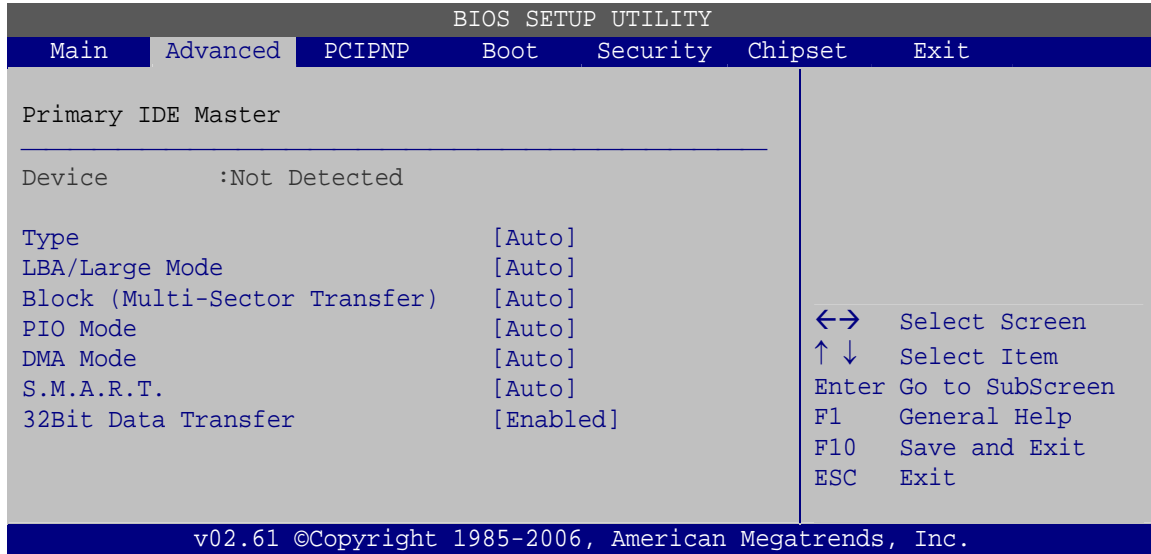 BIOS SETUP UTILITY
Main Advanced PCIPNP Boot Security Chipset Exit
Primary IDE Master
Device :Not Detected
Type [Auto]
LBA/Large Mode [Auto]
Block (Multi-Sector Transfer) [Auto]
PIO Mode [Auto]
DMA Mode [Auto]
S.M.A.R.T. [Auto]
32Bit Data Transfer [Enabled]
←→ Select Screen
↑ ↓ Select Item
Enter Go to SubScreen
F1 General Help
F10 Save and Exit
ESC Exit
v02.61 ©Copyright 1985-2006, American Megatrends, Inc.